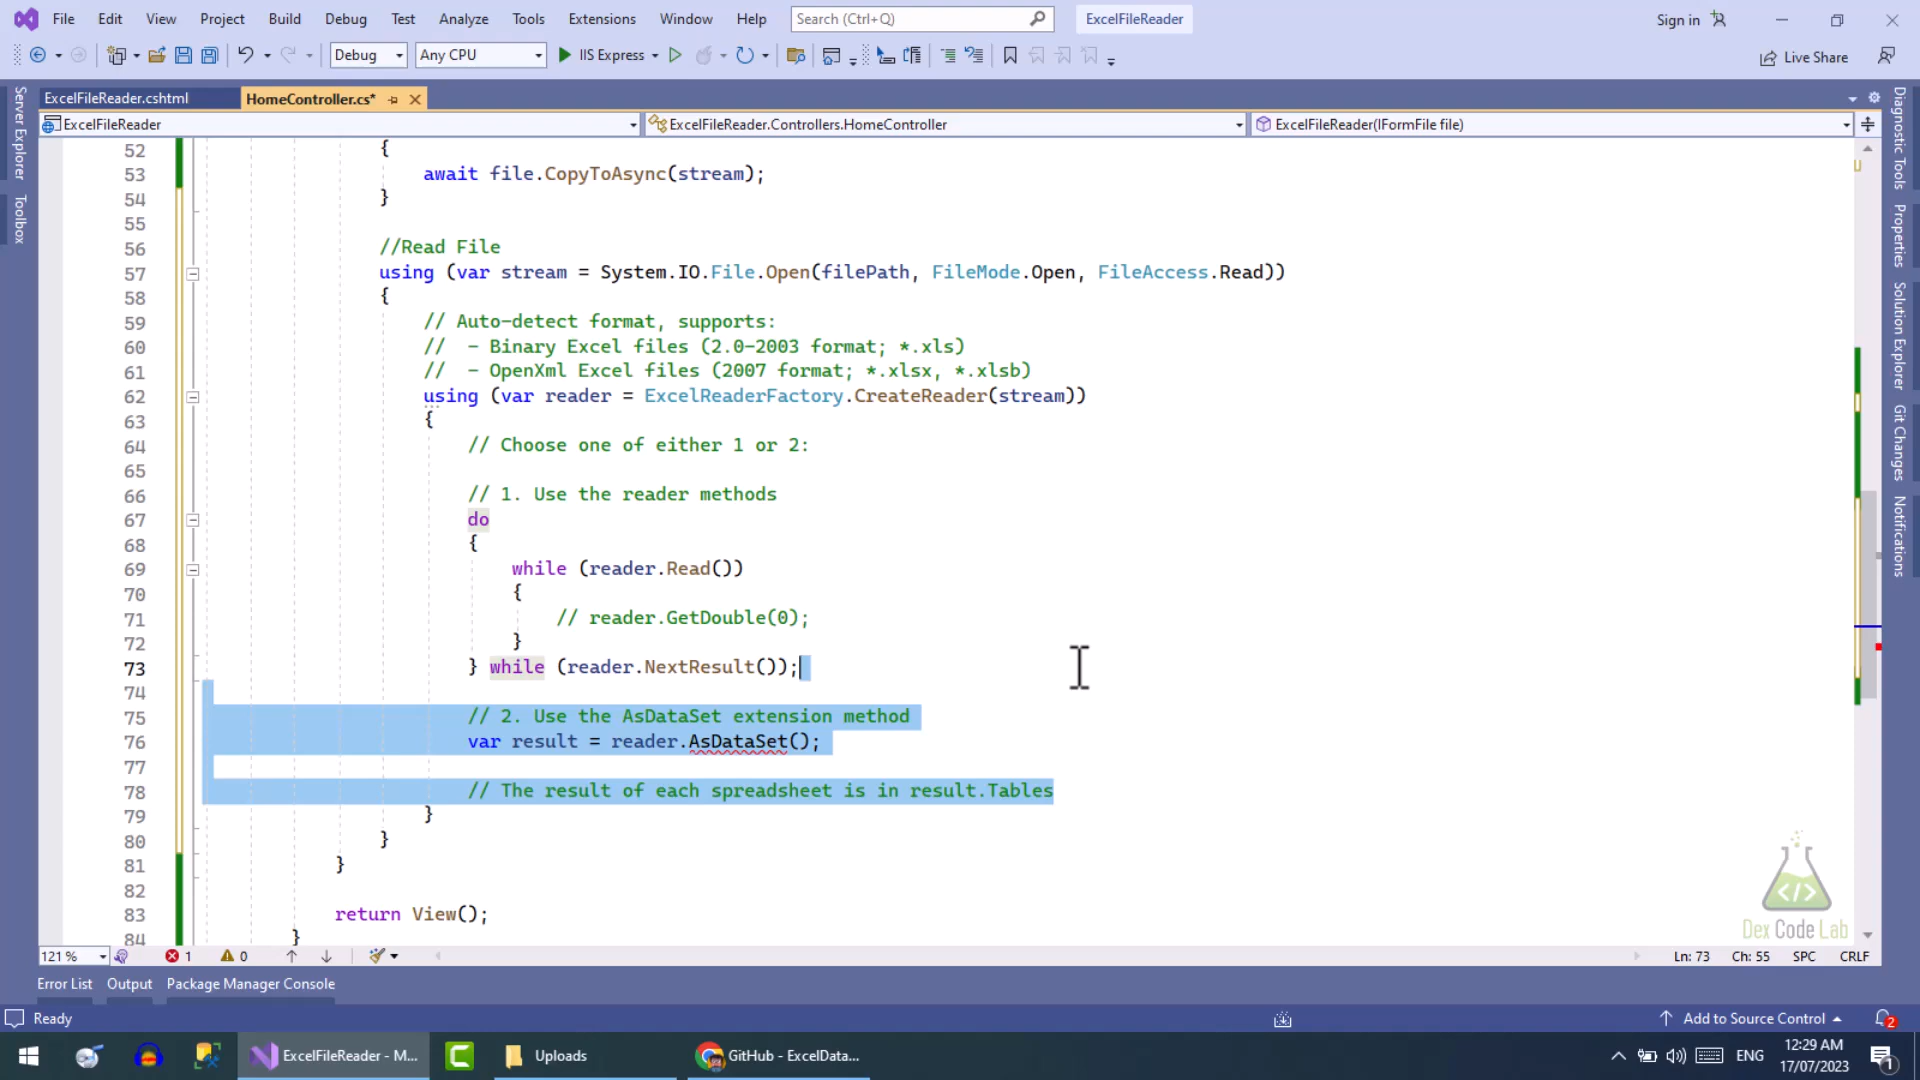 File Edit View Project Build Debug Test Analyze Tools Extensions Window Help Search (Ctrl+Q) ExcelFileReader Sign in
Debug Any CPU IIS Express Live Share
ExcelFileReader.cshtml HomeController.cs*
ExcelFileReader ExcelFileReader.Controllers.HomeController ExcelFileReader(IFormFile file)
Server Explorer
Toolbox
52 {
53 await file.CopyToAsync(stream);
54 }
55
56 //Read File
57 using (var stream = System.IO.File.Open(filePath, FileMode.Open, FileAccess.Read))
58 {
59 // Auto-detect format, supports:
60 //  - Binary Excel files (2.0-2003 format; *.xls)
61 //  - OpenXml Excel files (2007 format; *.xlsx, *.xlsb)
62 using (var reader = ExcelReaderFactory.CreateReader(stream))
63 {
64 // Choose one of either 1 or 2:
65
66 // 1. Use the reader methods
67 do
68 {
69 while (reader.Read())
70 {
71 // reader.GetDouble(0);
72 }
73 } while (reader.NextResult());
74
75 // 2. Use the AsDataSet extension method
76 var result = reader.AsDataSet();
77
78 // The result of each spreadsheet is in result.Tables
79 }
80 }
81 }
82
83 return View();
84 }
Diagnostic Tools
Properties
Solution Explorer
Git Changes
Notifications
</> Dex Code Lab
121 % 1 0 Ln: 73 Ch: 55 SPC CRLF
Error List Output Package Manager Console
Ready Add to Source Control 2
ExcelFileReader - M... Uploads GitHub - ExcelData... ENG 12:29 AM
17/07/2023 1